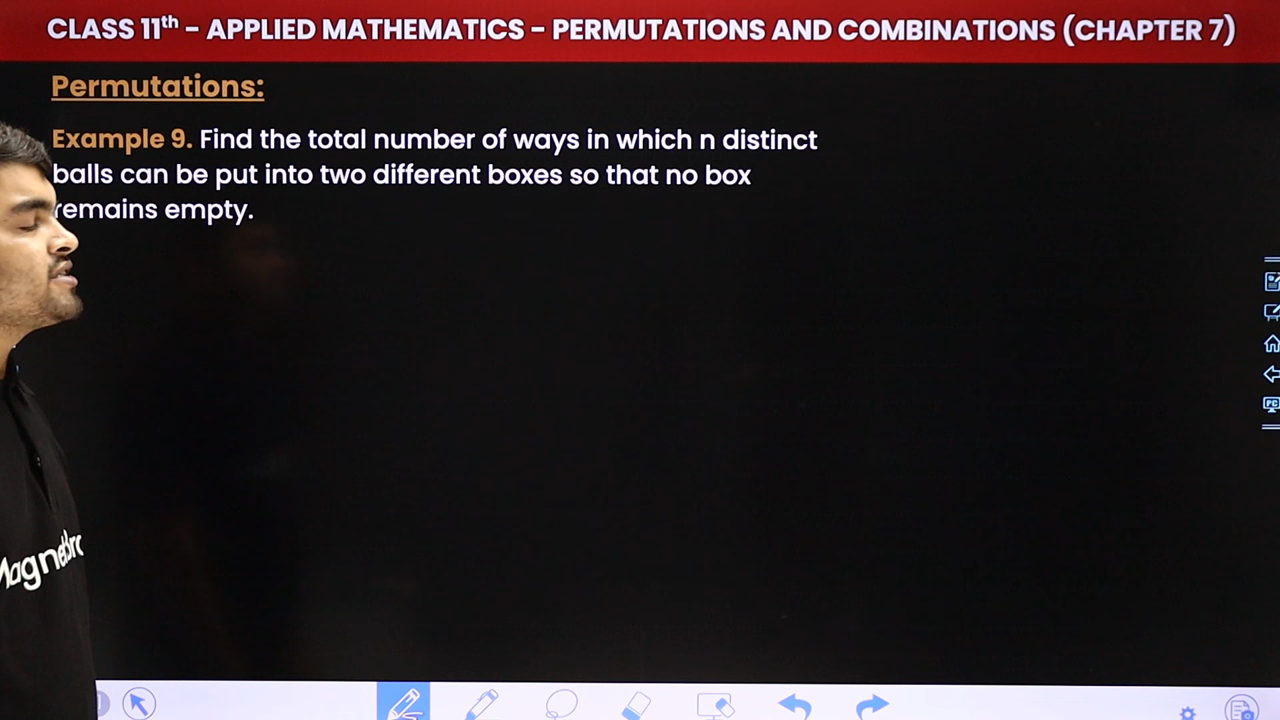 CLASS 11th - APPLIED MATHEMATICS - PERMUTATIONS AND COMBINATIONS (CHAPTER 7)
Permutations:
Example 9. Find the total number of ways in which n distinct
balls can be put into two different boxes so that no box
remains empty.
PC